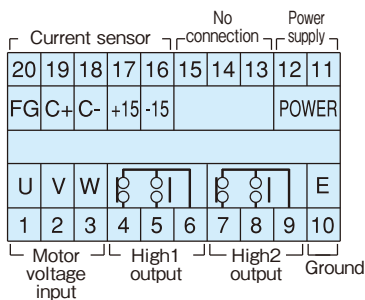 No Power
Current sensor connection supply
20 19 18 17 16 15 14 13 12 11
FG C+ C- +15 -15 POWER
U V W E
1 2 3 4 5 6 7 8 9 10
Motor High1 High2 Ground
voltage output output
input